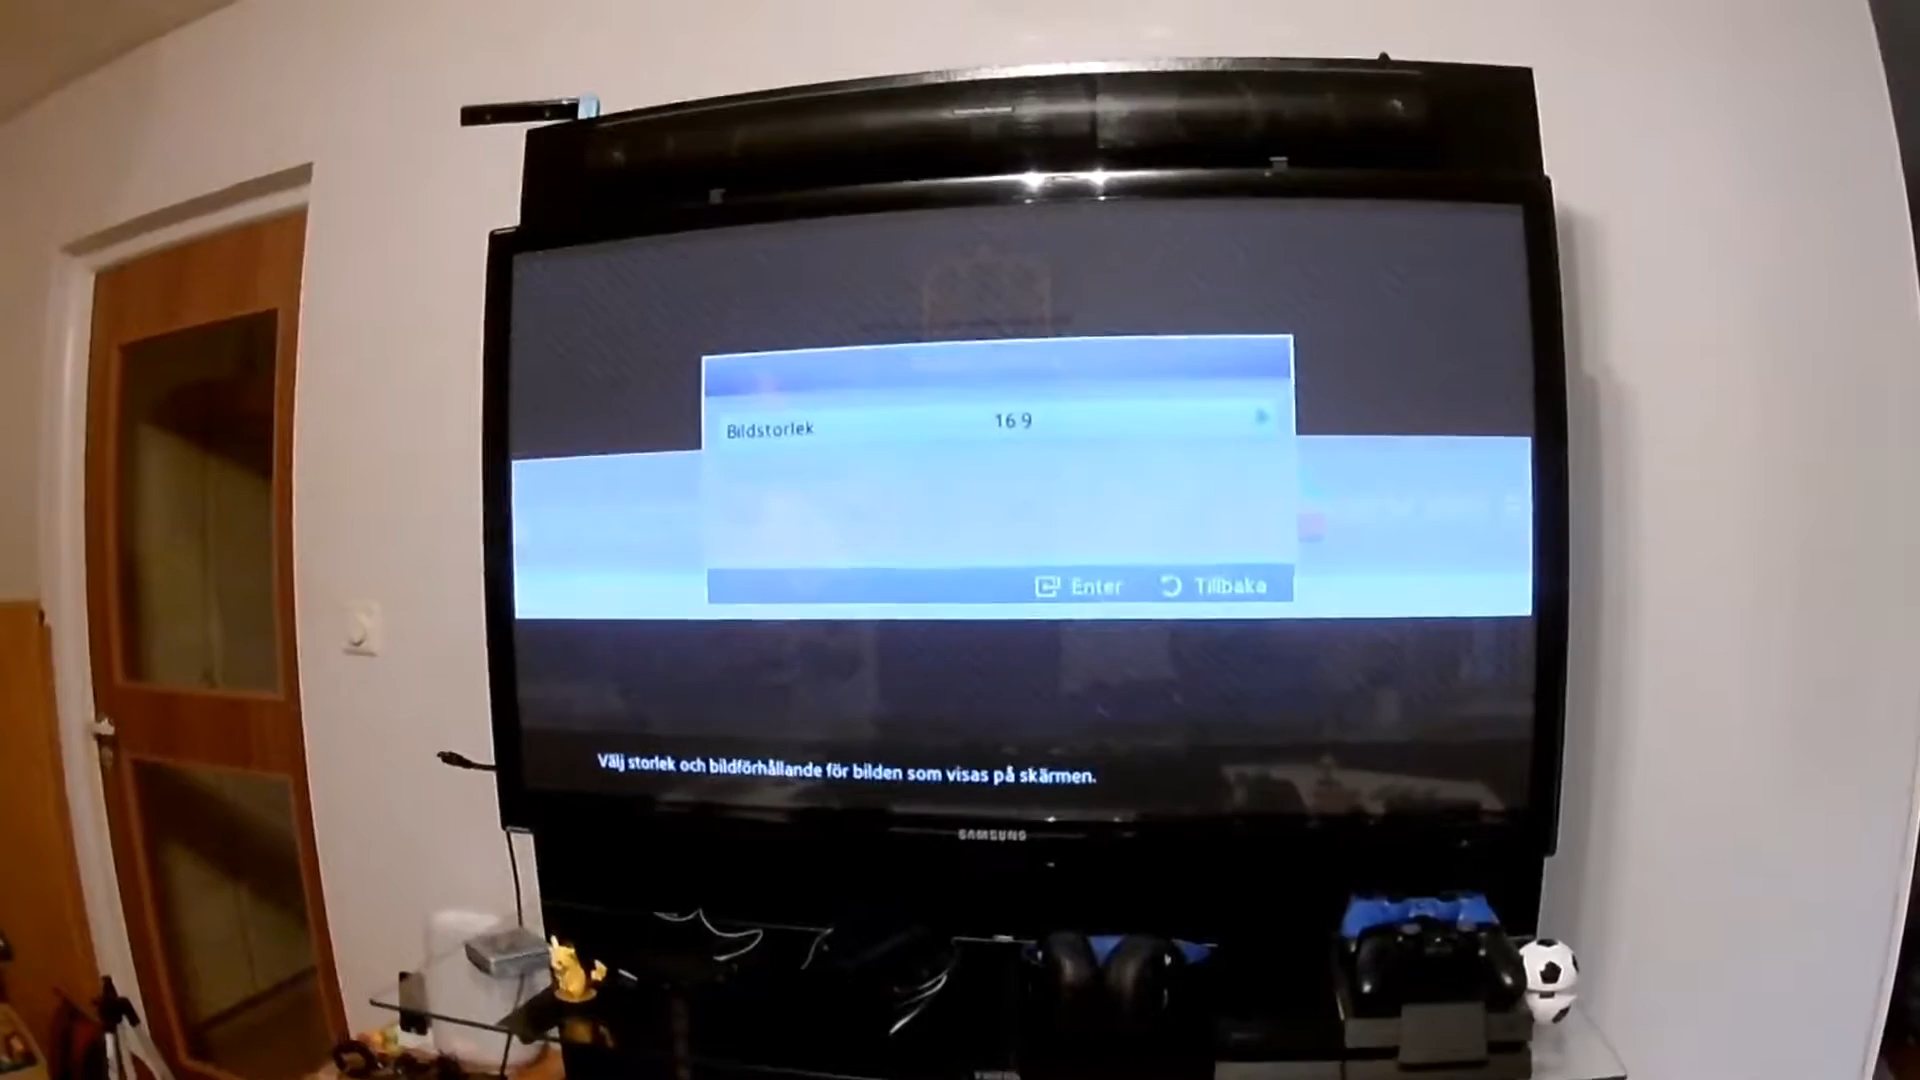 Bildstorlek 16:9
Enter Tillbaka
Välj storlek och bildförhållande för bilden som visas på skärmen.
SAMSUNG